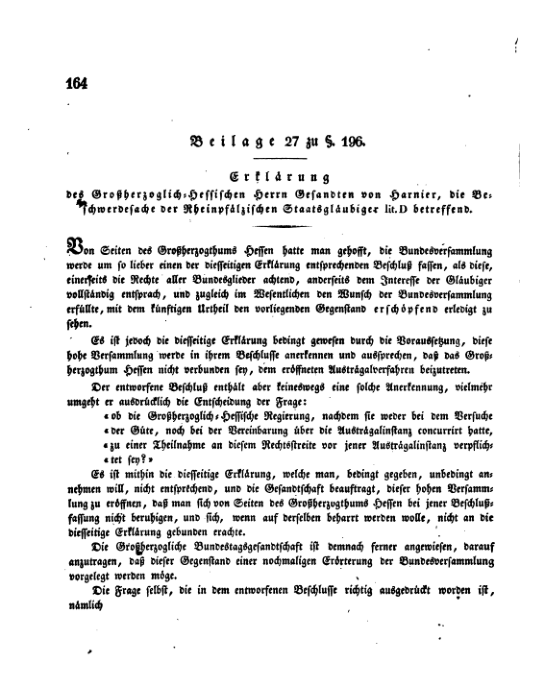 164
Beilage 27 zu §. 196.
Erklärung
des Großherzoglich-Hessischen Herrn Gesandten von Harnier, die Be-
schwerdesache der Rheinpfälzischen Staatsgläubiger lit. D betreffend.
Von Seiten des Großherzogthums Hessen hatte man gehofft, die Bundesversammlung
werde um so lieber einen der diesseitigen Erklärung entsprechenden Beschluß fassen, als diese,
einerseits die Rechte aller Bundesglieder achtend, anderseits dem Interesse der Gläubiger
vollständig entsprach, und zugleich im Wesentlichen den Wunsch der Bundesversammlung
erfüllte, mit dem künftigen Urtheil den vorliegenden Gegenstand erschöpfend erledigt zu
sehen.
Es ist jedoch die diesseitige Erklärung bedingt gewesen durch die Voraussetzung, diese
hohe Versammlung werde in ihrem Beschlusse anerkennen und aussprechen, daß das Groß-
herzogthum Hessen nicht verbunden sey, dem eröffneten Austrägalverfahren beizutreten.
Der entworfene Beschluß enthält aber keineswegs eine solche Anerkennung, vielmehr
umgeht er ausdrücklich die Entscheidung der Frage:
«ob die Großherzoglich-Hessische Regierung, nachdem sie weder bei dem Versuche
«der Güte, noch bei der Vereinbarung über die Austrägalinstanz concurrirt hatte,
«zu einer Theilnahme an diesem Rechtsstreite vor jener Austrägalinstanz verpflich-
«tet sey?»
Es ist mithin die diesseitige Erklärung, welche man, bedingt gegeben, unbedingt an-
nehmen will, nicht entsprechend, und die Gesandtschaft beauftragt, dieser hohen Versamm-
lung zu eröffnen, daß man sich von Seiten des Großherzogthums Hessen bei jener Beschluß-
fassung nicht beruhigen, und sich, wenn auf derselben beharrt werden wolle, nicht an die
diesseitige Erklärung gebunden erachte.
Die Großherzogliche Bundestagsgesandtschaft ist demnach ferner angewiesen, darauf
anzutragen, daß dieser Gegenstand einer nochmaligen Erörterung der Bundesversammlung
vorgelegt werden möge.
Die Frage selbst, die in dem entworfenen Beschlusse richtig ausgedrückt worden ist,
nämlich